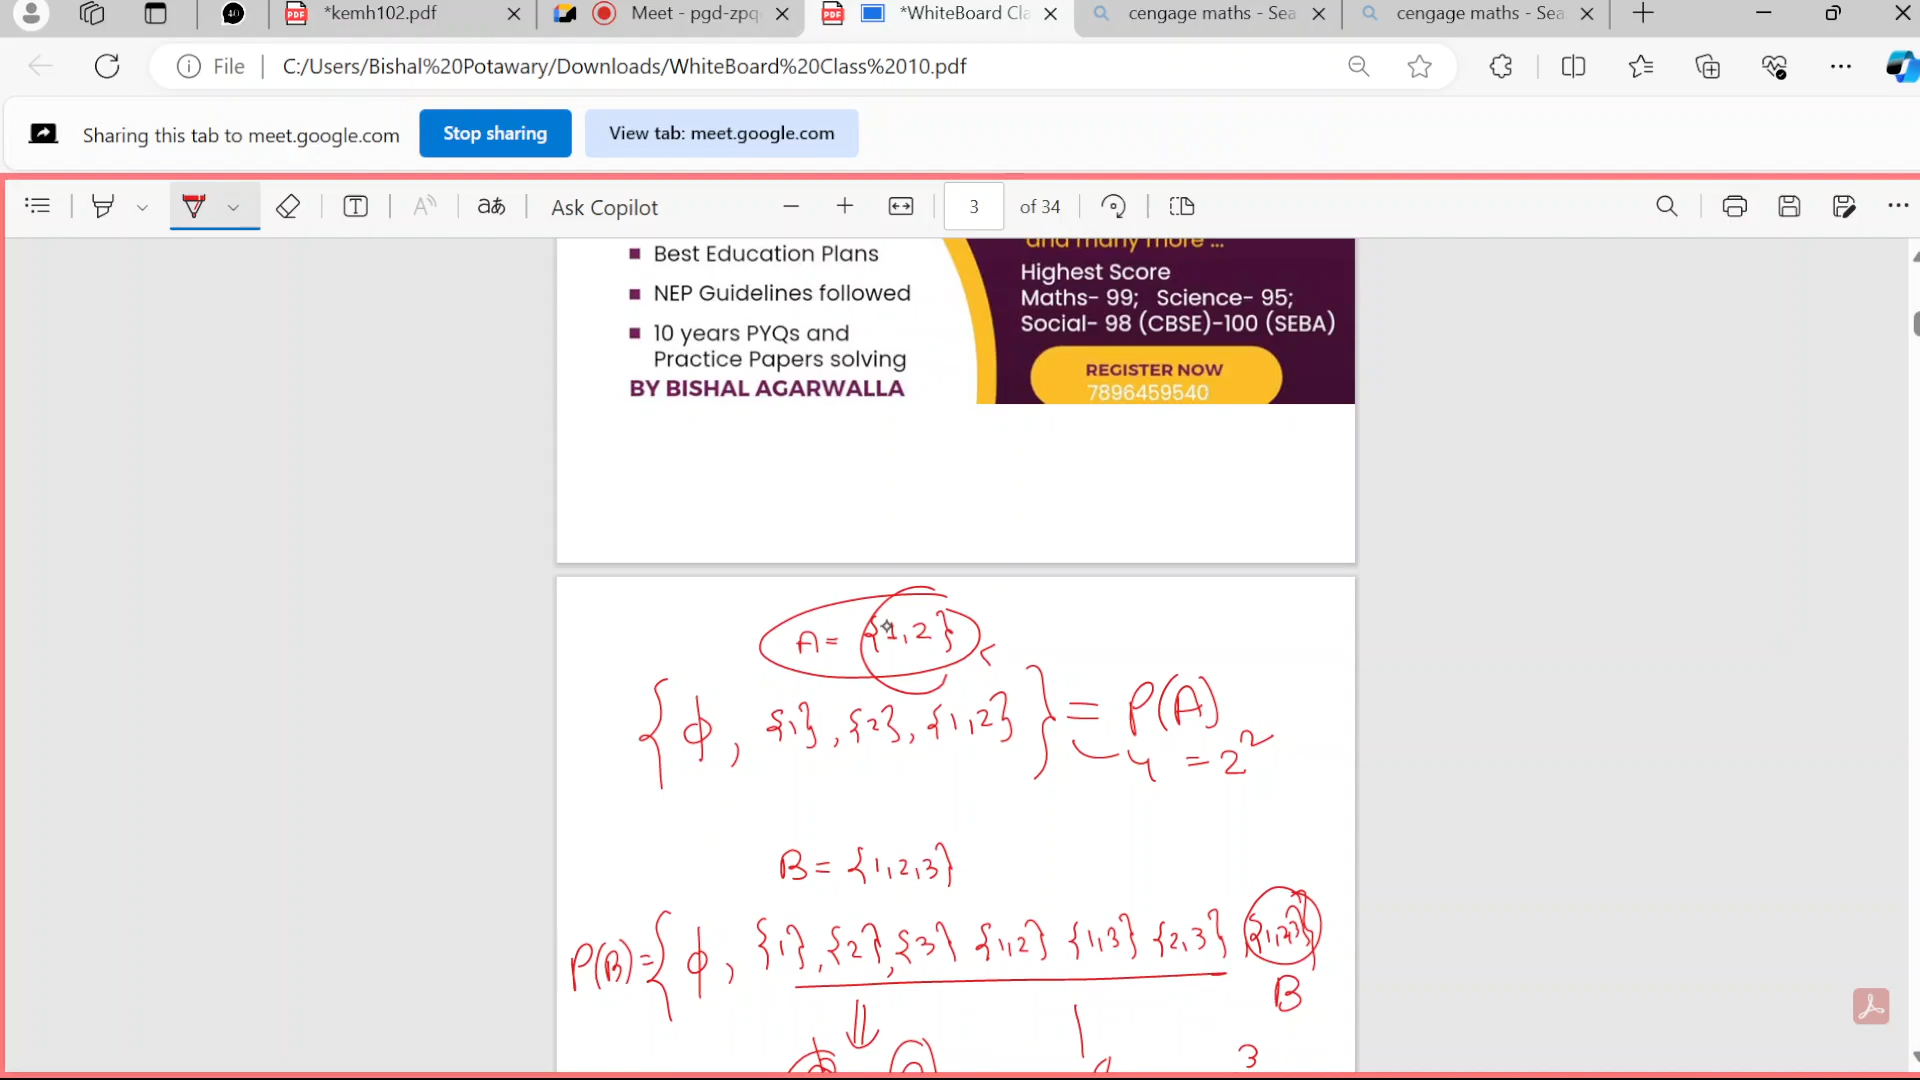 40
*kemh102.pdf
Meet - pgd-zpq
*WhiteBoard Cla
cengage maths - Sea
cengage maths - Sea
File
C:/Users/Bishal%20Potawary/Downloads/WhiteBoard%20Class%2010.pdf
Sharing this tab to meet.google.com
Stop sharing
View tab: meet.google.com
Ask Copilot
3 of 34
Best Education Plans
NEP Guidelines followed
10 years PYQs and
Practice Papers solving
BY BISHAL AGARWALLA
and many more ...
Highest Score
Maths- 99; Science- 95;
Social- 98 (CBSE)-100 (SEBA)
REGISTER NOW
7896459540
A = {1,2}
{ϕ, {1}, {2}, {1,2}} = P(A)
4 = 2²
B = {1,2,3}
P(B) = {ϕ, {1}, {2}, {3} {1,2} {1,3} {2,3} {1,2,3}}
B
3